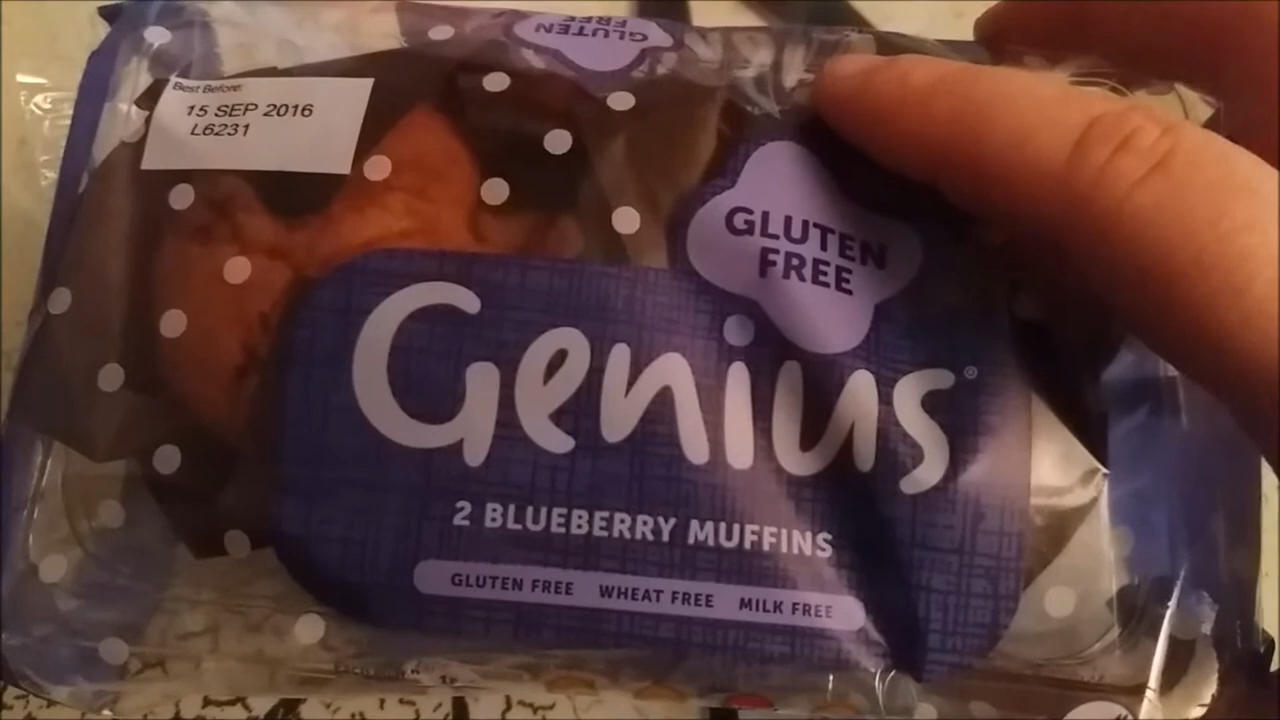 GLUTEN
FREE
Best Before:
15 SEP 2016
L6231
GLUTEN
FREE
Genius®
2 BLUEBERRY MUFFINS
GLUTEN FREE WHEAT FREE MILK FREE